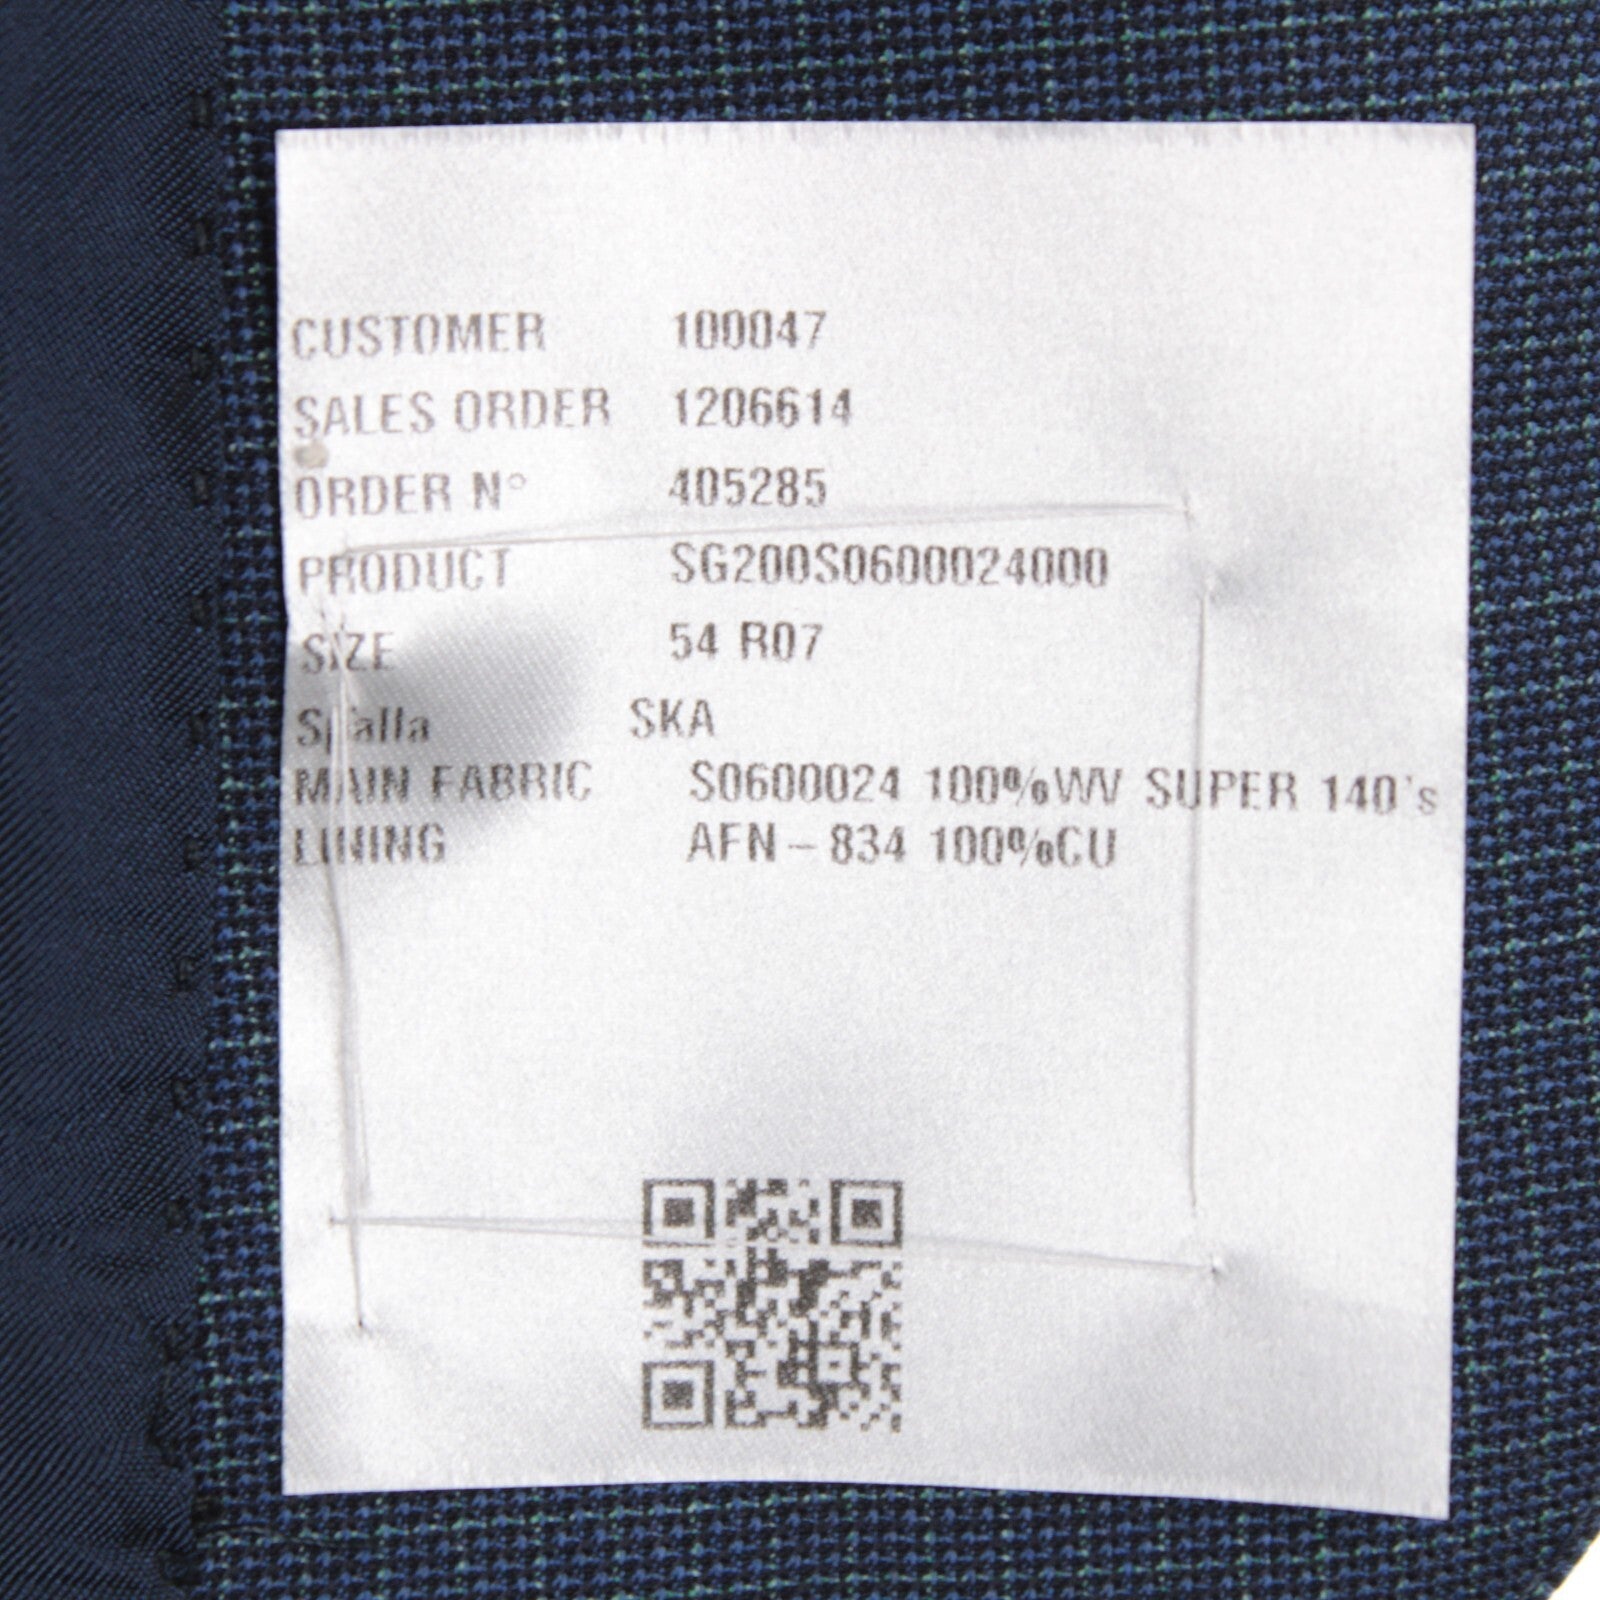 CUSTOMER 100047
SALES ORDER 1206614
ORDER N° 405285
PRODUCT SG200S0600024000
SIZE 54 R07
Spalla SKA
MAIN FABRIC S0600024 100%WV SUPER 140's
LINING AFN-834 100%CU